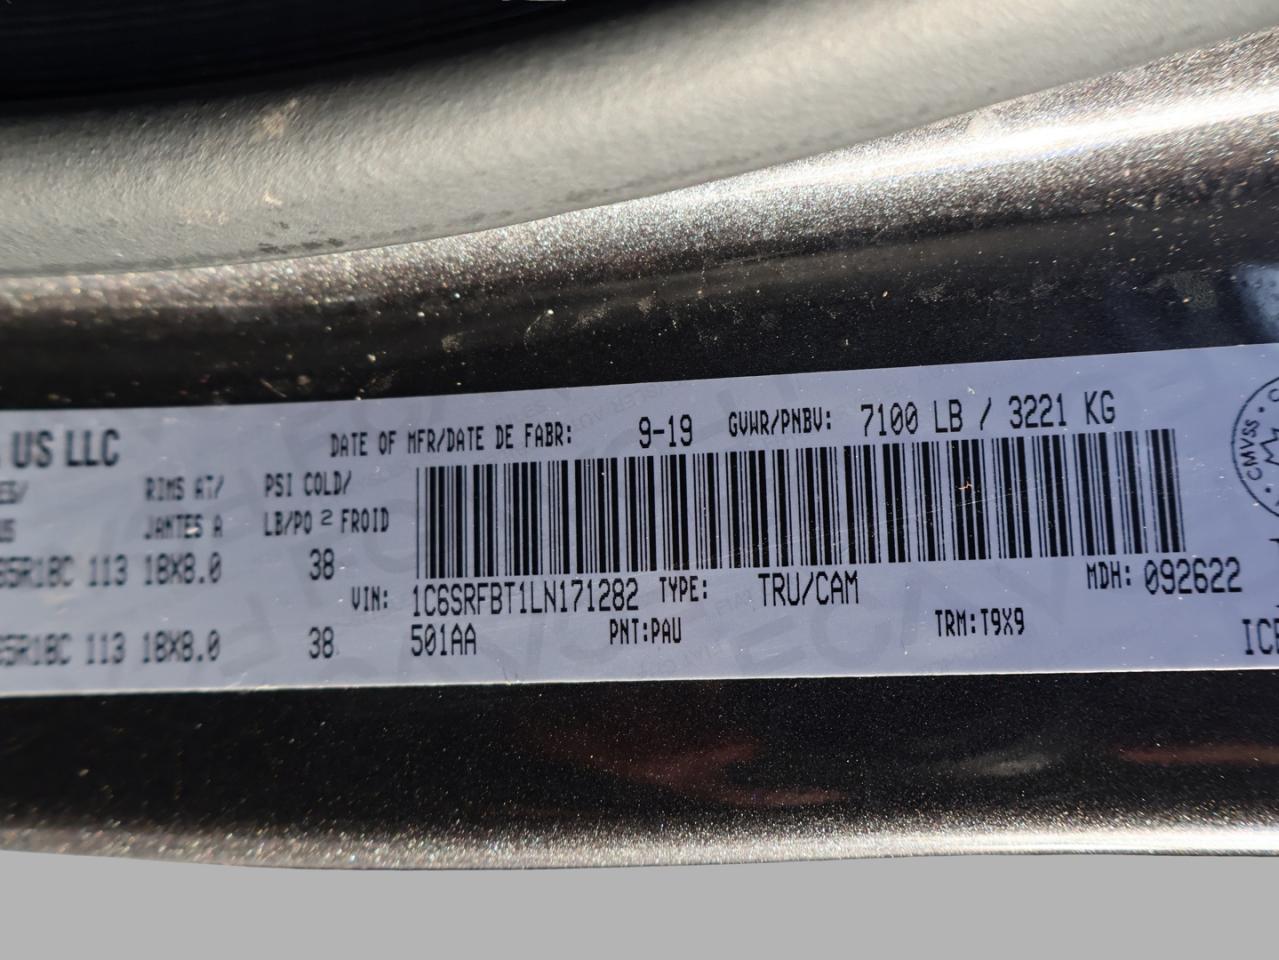 US LLC
DATE OF MFR/DATE DE FABR: 9-19 GVWR/PNBV: 7100 LB / 3221 KG
RIMS AT/ PSI COLD/
JANTES A LB/PO 2 FROID
113 18X8.0 38
VIN: 1C6SRFBT1LN171282 TYPE: TRU/CAM MDH: 092622
113 18X8.0 38 501AA PNT:PAU TRM:T9X9
CMVSS